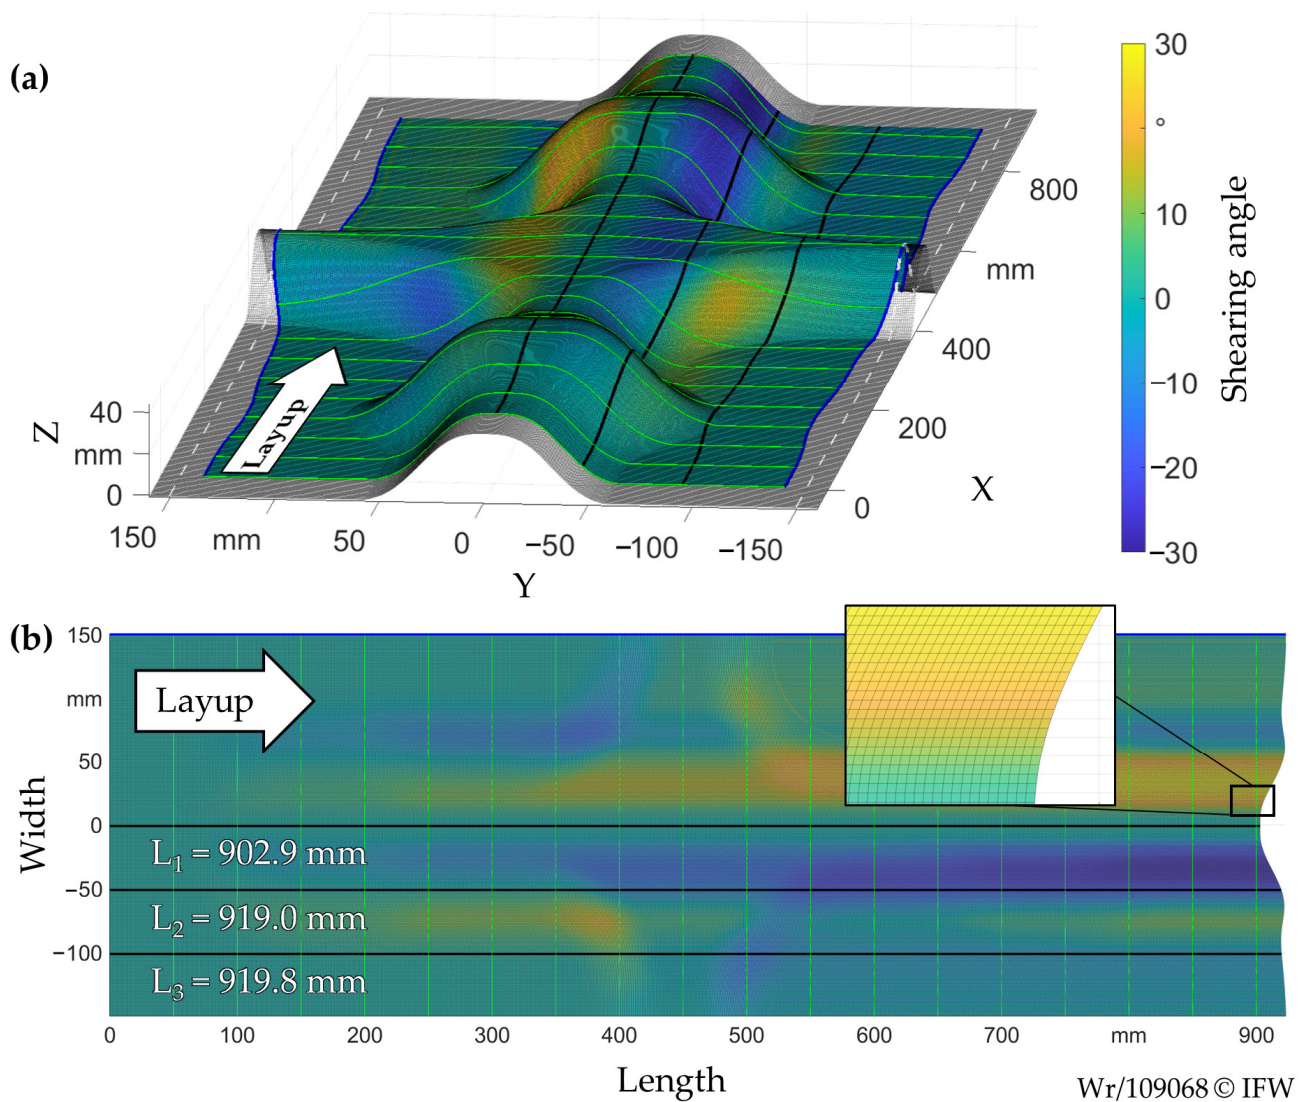 (a)
Z
40
mm
0
150
mm
50
0
−50
−100
−150
Y
Layup
0
200
400
mm
800
X
30
°
10
0
−10
−20
−30
Shearing angle
(b)
150
mm
50
0
−50
−100
Width
Layup
L1 = 902.9 mm
L2 = 919.0 mm
L3 = 919.8 mm
0 100 200 300 400 500 600 700 mm 900
Length
Wr/109068 © IFW